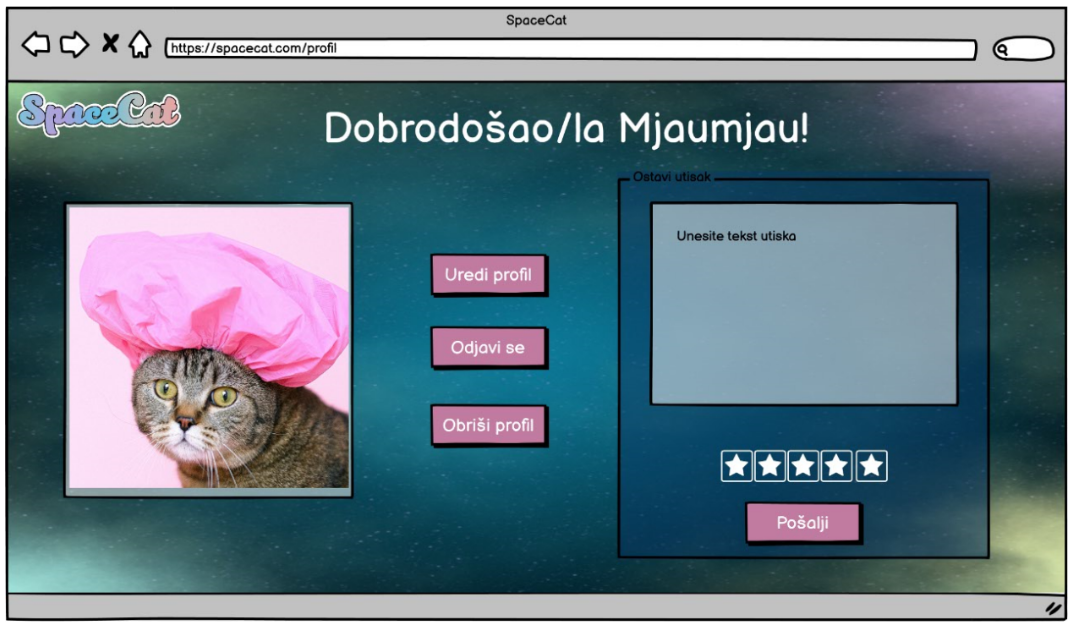 SpaceCat
https://spacecat.com/profil
SpaceCat
Dobrodošao/la Mjaumjau!
Uredi profil
Odjavi se
Obriši profil
Ostavi utisak
Unesite tekst utiska
Pošalji